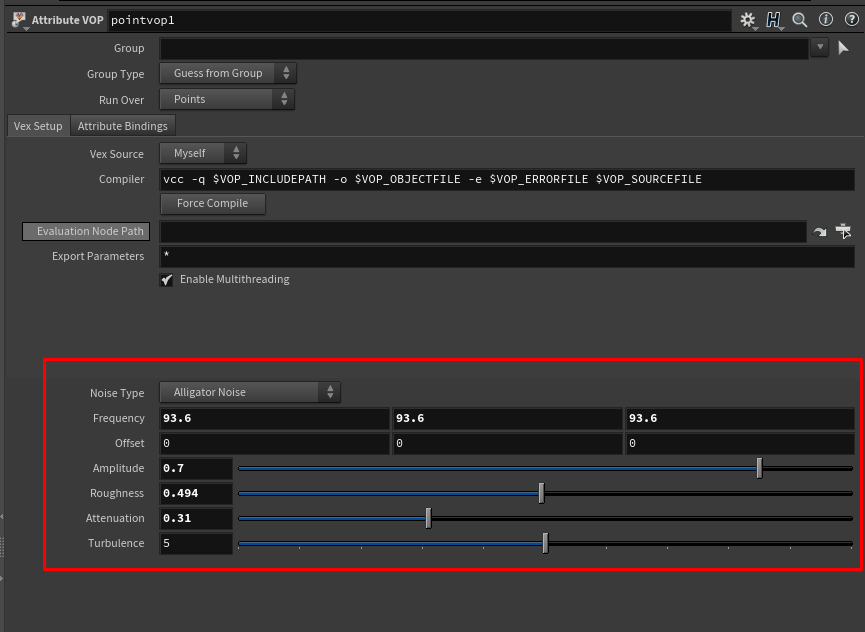 Attribute VOP pointvop1
Group
Group Type Guess from Group
Run Over Points
Vex Setup Attribute Bindings
Vex Source Myself
Compiler vcc -q $VOP_INCLUDEPATH -o $VOP_OBJECTFILE -e $VOP_ERRORFILE $VOP_SOURCEFILE
Force Compile
Evaluation Node Path
Export Parameters *
Enable Multithreading
Noise Type Alligator Noise
Frequency 93.6 93.6 93.6
Offset 0 0 0
Amplitude 0.7
Roughness 0.494
Attenuation 0.31
Turbulence 5